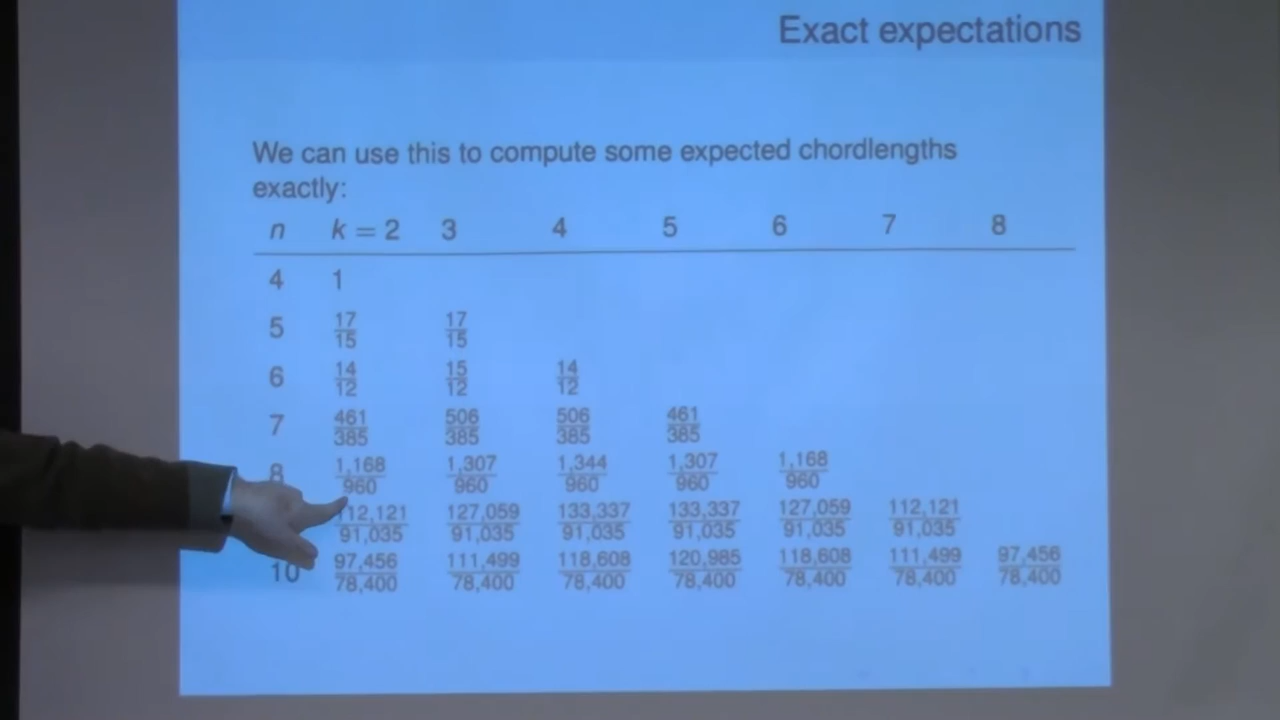 Exact expectations
We can use this to compute some expected chordlengths
exactly:
n k = 2 3 4 5 6 7 8
4 1
5 17/15 17/15
6 14/12 15/12 14/12
7 461/385 506/385 506/385 461/385
8 1,168/960 1,307/960 1,344/960 1,307/960 1,168/960
112,121/91,035 127,059/91,035 133,337/91,035 133,337/91,035 127,059/91,035 112,121/91,035
10 97,456/78,400 111,499/78,400 118,608/78,400 120,985/78,400 118,608/78,400 111,499/78,400 97,456/78,400